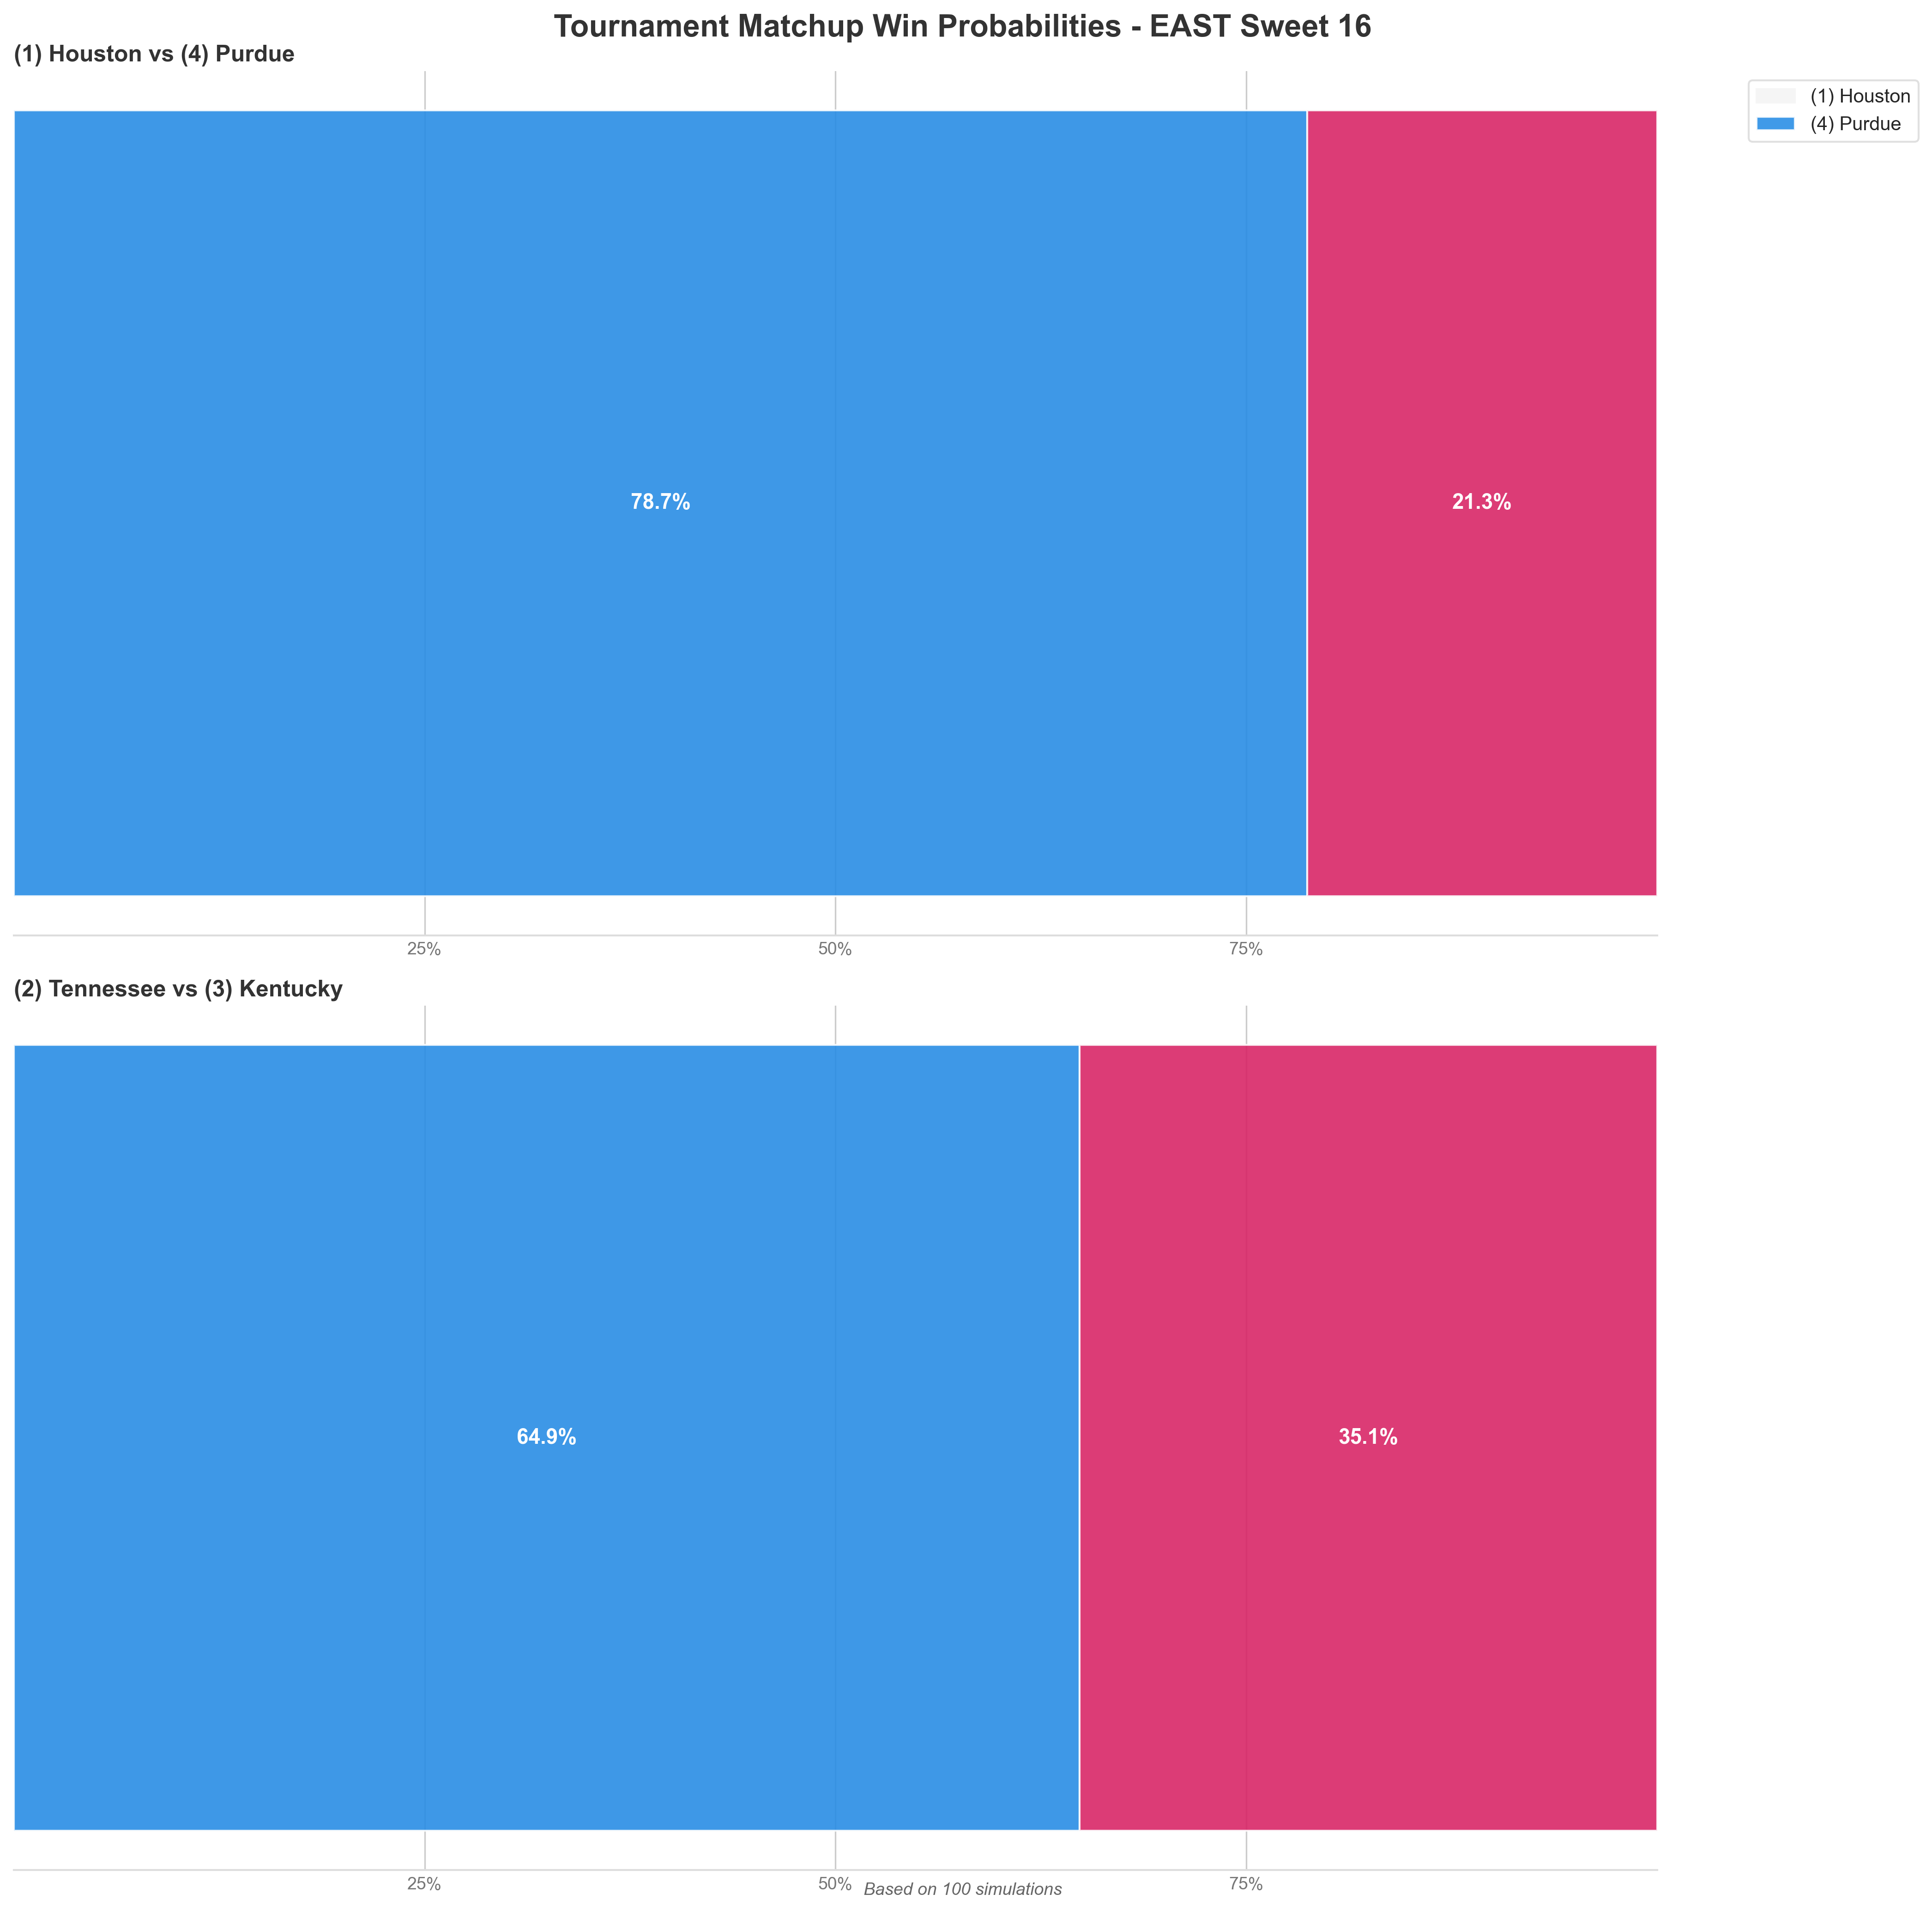 Tournament Matchup Win Probabilities - EAST Sweet 16
(1) Houston vs (4) Purdue
(1) Houston
(4) Purdue
78.7%
21.3%
25%
50%
75%
(2) Tennessee vs (3) Kentucky
64.9%
35.1%
25%
50%
75%
Based on 100 simulations